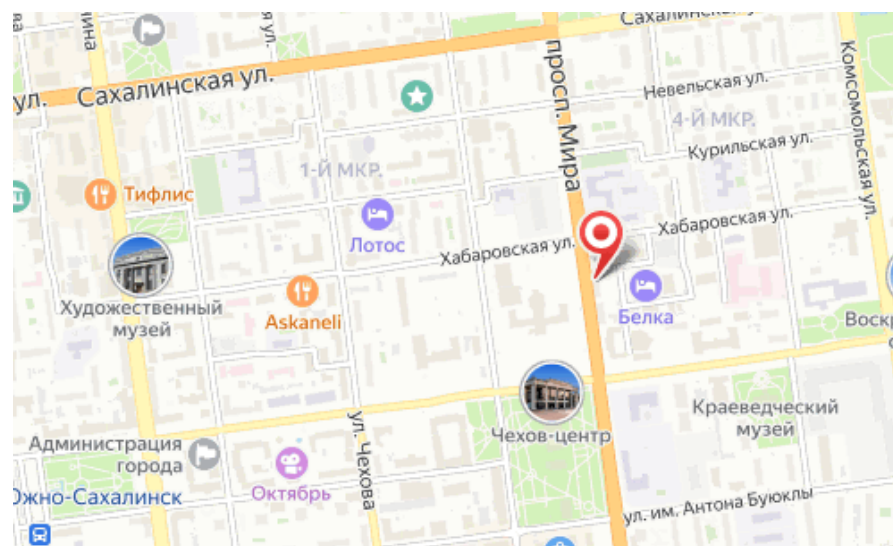 Сахалинская ул.
ул.
Сахалинская ул.
просп. Мира
Невельская ул.
Комсомольская ул.
4-Й МКР.
Курильская ул.
1-Й МКР.
Тифлис
Лотос
Хабаровская ул.
Хабаровская ул.
Художественный
музей
Askaneli
Белка
Чехов-центр
Краеведческий
музей
Администрация
города
ул. Чехова
Октябрь
Южно-Сахалинск
ул. им. Антона Буюклы